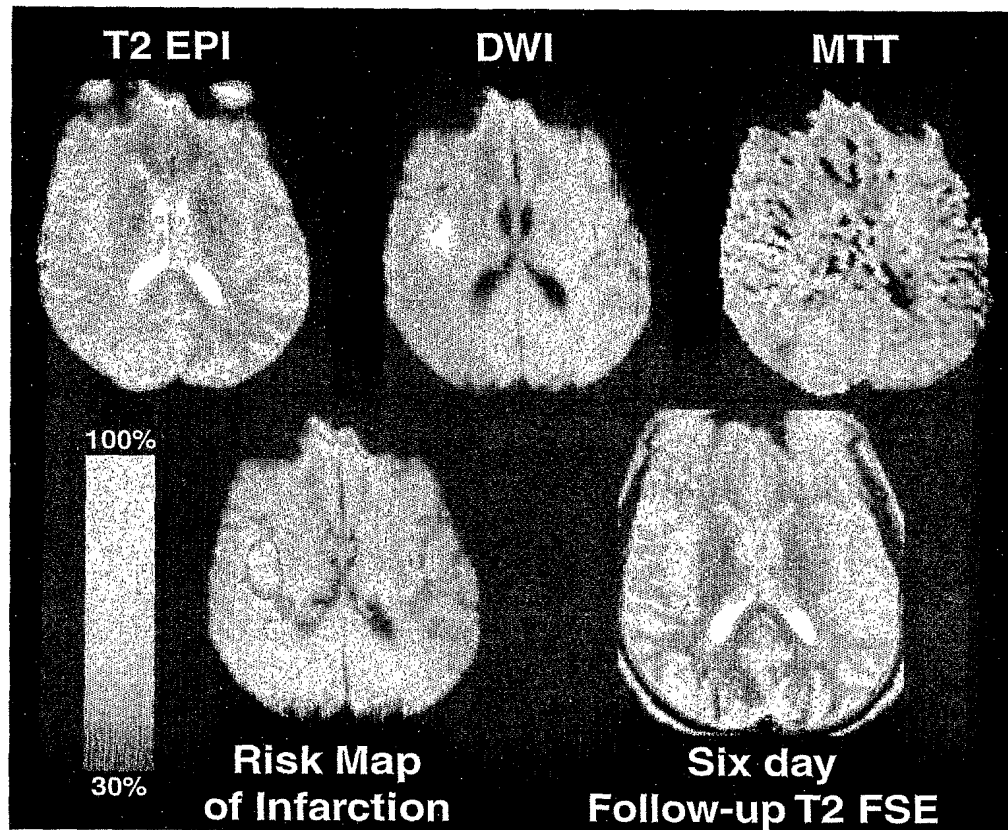 T2 EPI
DWI
MTT
100%
30%
Risk Map
of Infarction
Six day
Follow-up T2 FSE